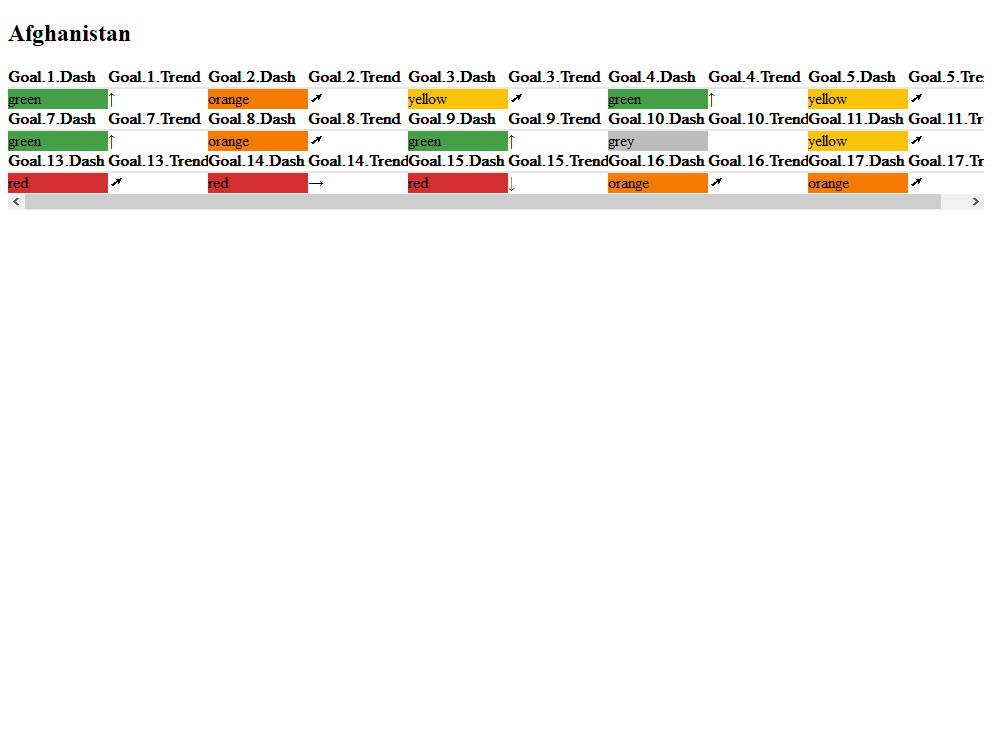 Afghanistan
Goal.1.Dash Goal.1.Trend Goal.2.Dash Goal.2.Trend Goal.3.Dash Goal.3.Trend Goal.4.Dash Goal.4.Trend Goal.5.Dash Goal.5.Tre
green ↑ orange ➚ yellow ➚ green ↑ yellow ➚
Goal.7.Dash Goal.7.Trend Goal.8.Dash Goal.8.Trend Goal.9.Dash Goal.9.Trend Goal.10.Dash Goal.10.Trend Goal.11.Dash Goal.11.Tr
green ↑ orange ➚ green ↑ grey yellow ➚
Goal.13.Dash Goal.13.Trend Goal.14.Dash Goal.14.Trend Goal.15.Dash Goal.15.Trend Goal.16.Dash Goal.16.Trend Goal.17.Dash Goal.17.T
red ➚ red → red ↓ orange ➚ orange ➚